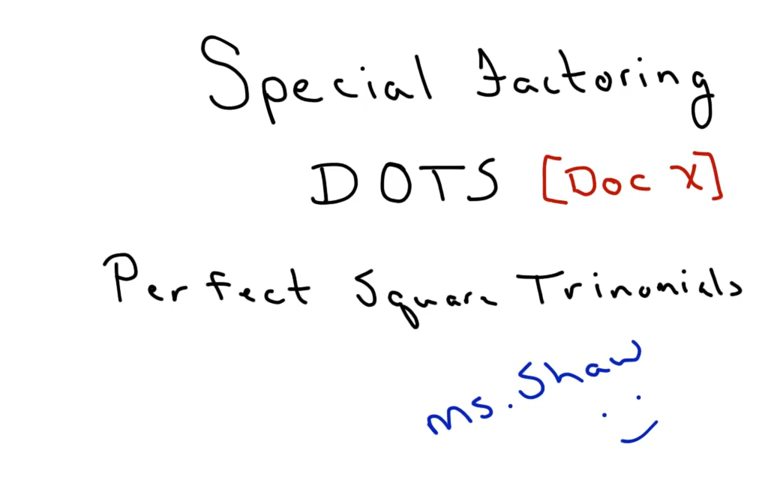 Special Factoring
DOTS [Doc X]
Perfect Square Trinomials
Ms. Shaw